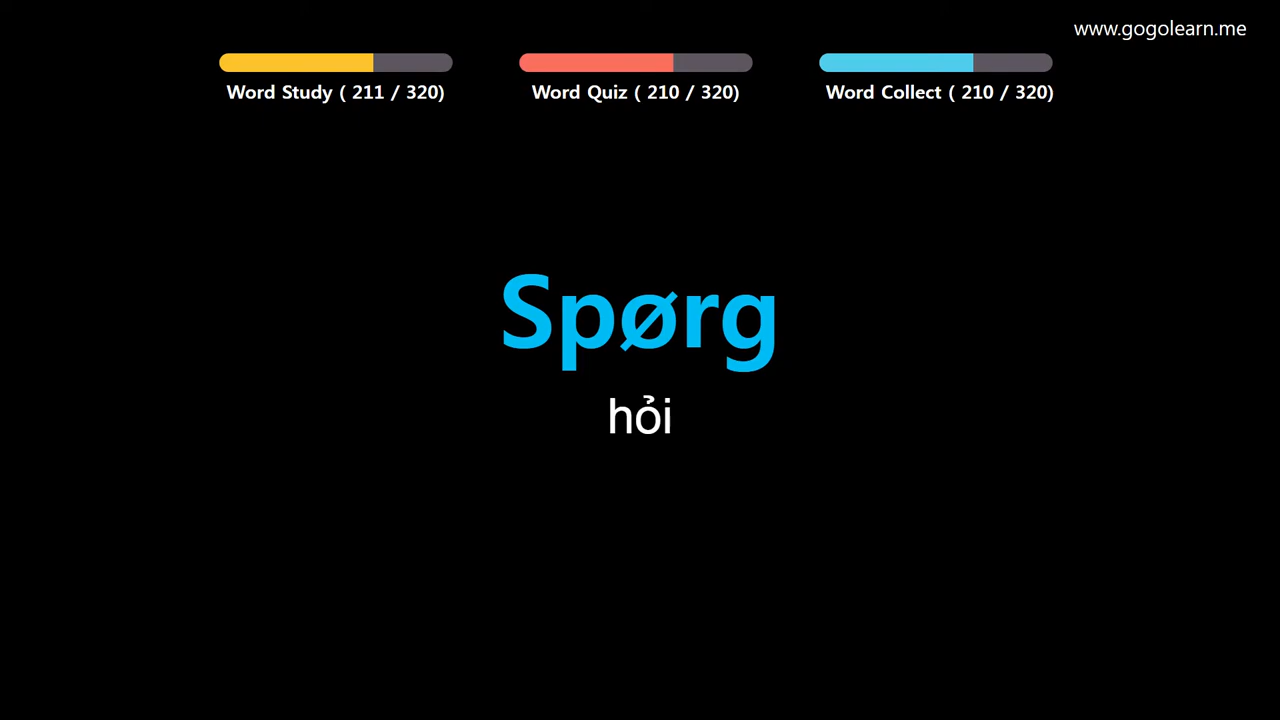 www.gogolearn.me
Word Study ( 211 / 320)
Word Quiz ( 210 / 320)
Word Collect ( 210 / 320)
Spørg
hỏi